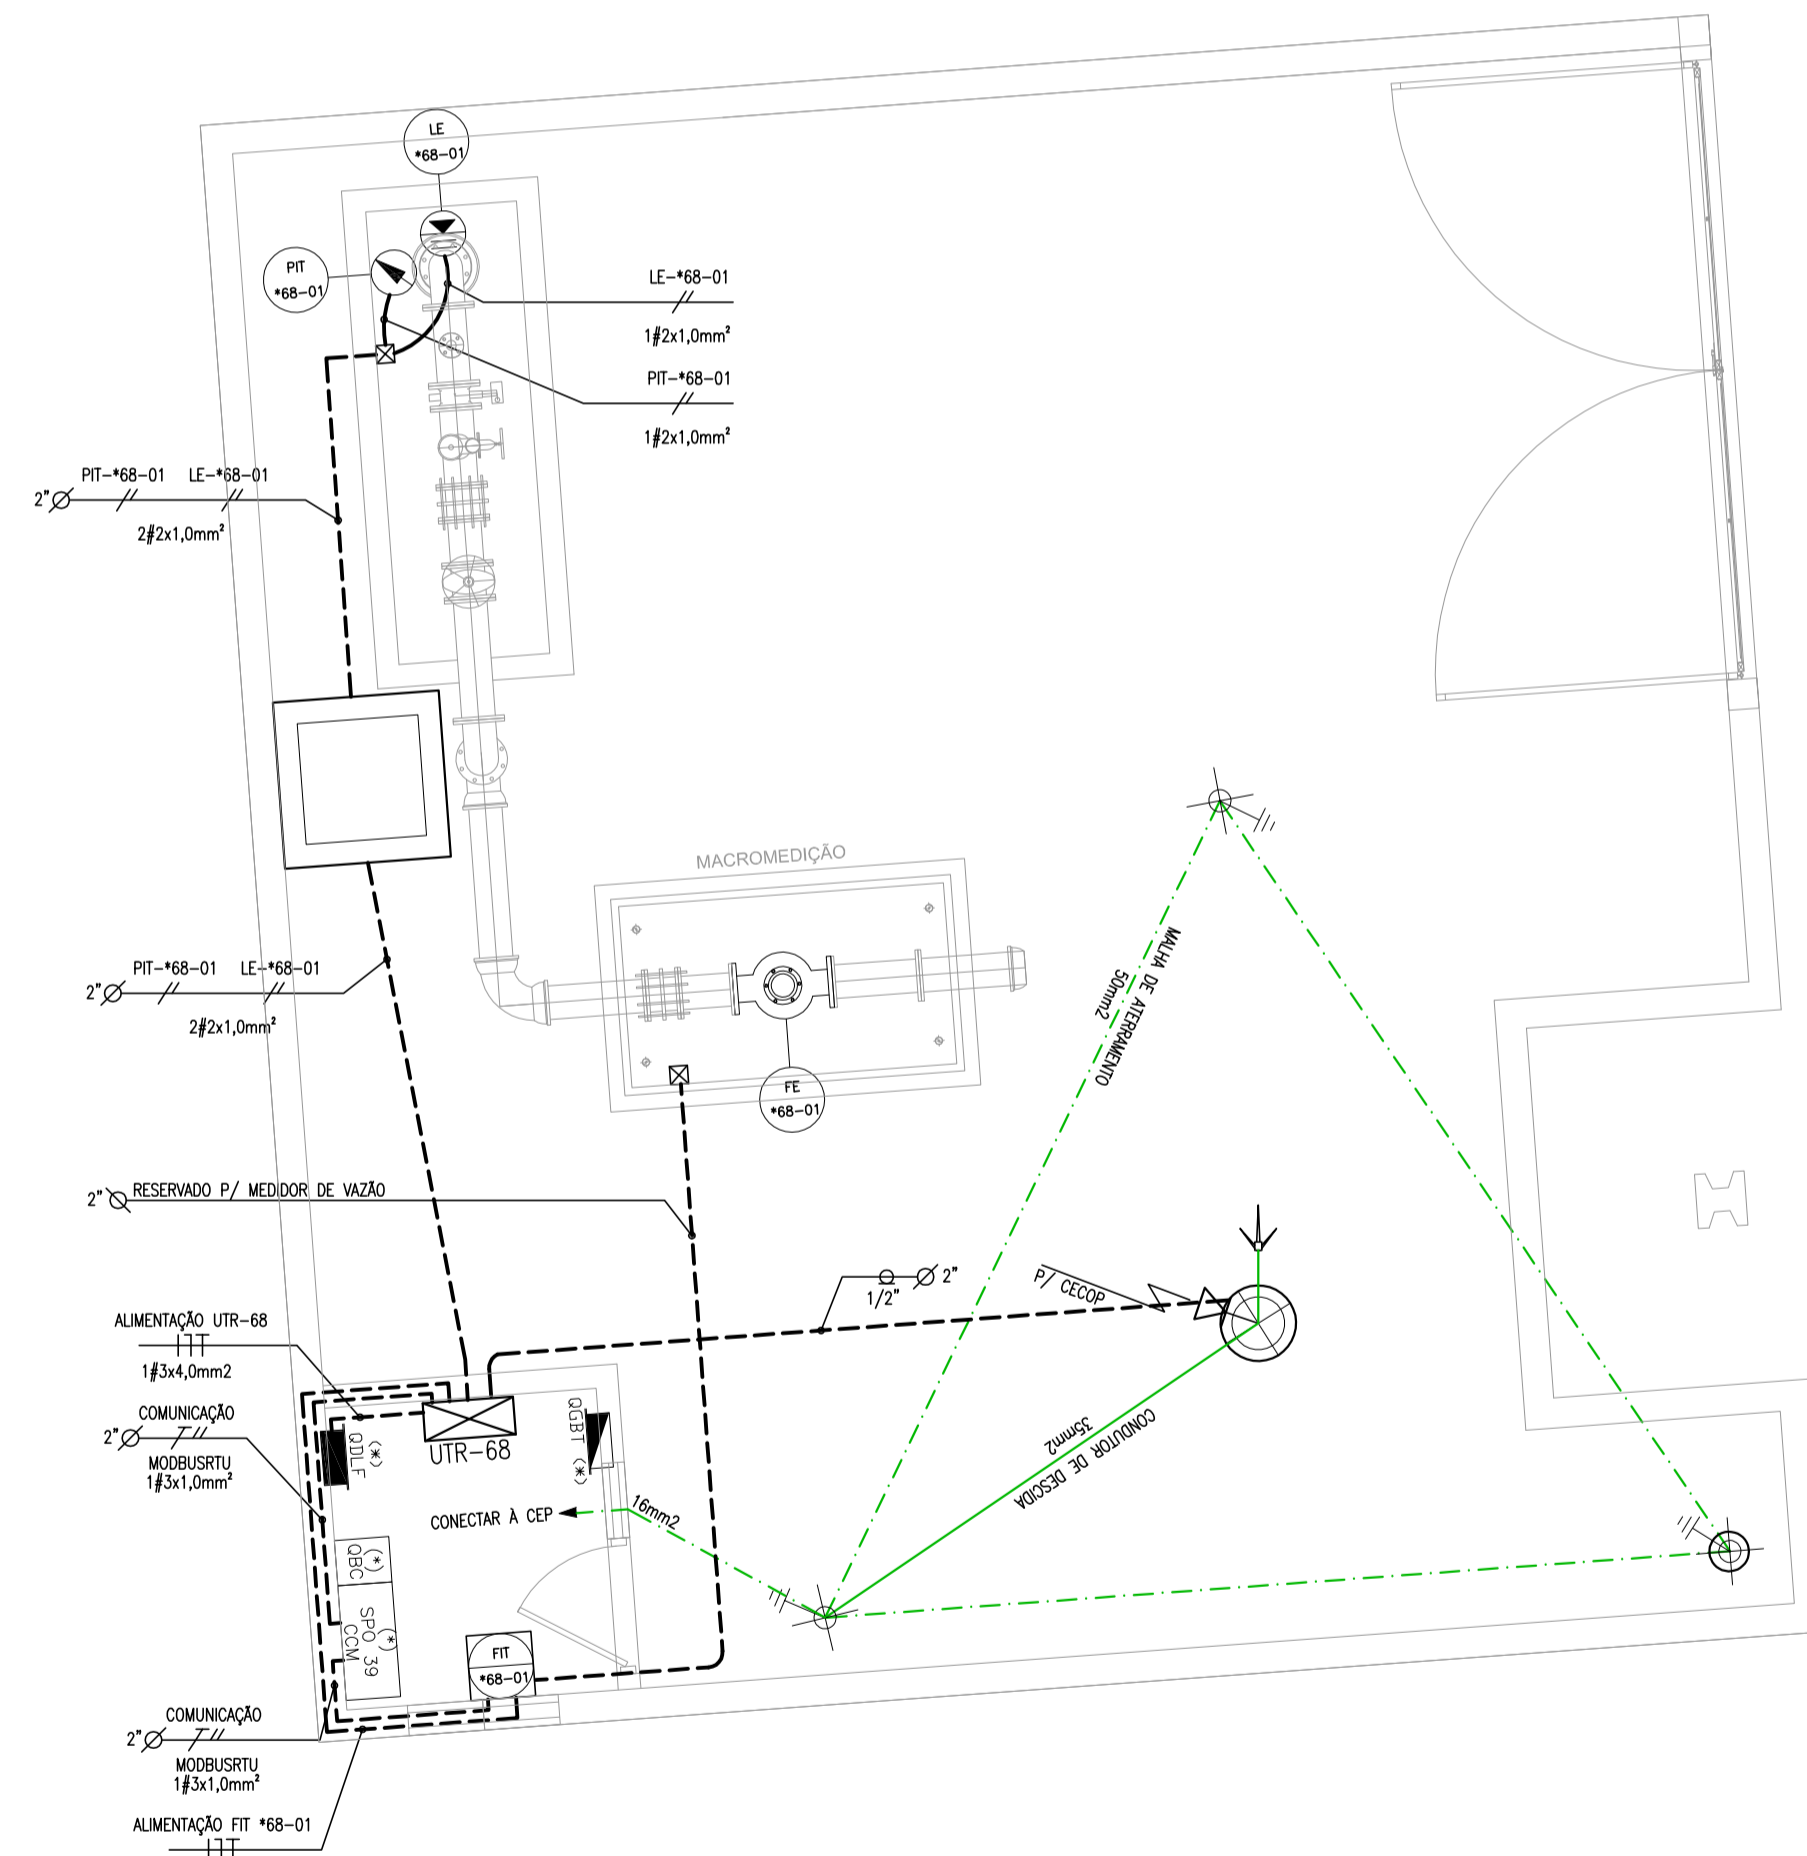 LE
*68-01
PIT
*68-01
LE-*68-01
1#2x1,0mm²
PIT-*68-01
1#2x1,0mm²
PIT-*68-01 LE-*68-01
2"
2#2x1,0mm²
MACROMEDIÇÃO
PIT-*68-01 LE-*68-01
2"
2#2x1,0mm²
MALHA DE ATERRAMENTO
50mm2
FE
*68-01
2" RESERVADO P/ MEDIDOR DE VAZÃO
2"
1/2"
P/ CECOP
ALIMENTAÇÃO UTR-68
1#3x4,0mm2
COMUNICAÇÃO
2"
MODBUSRTU
1#3x1,0mm²
QDLF
(*)
UTR-68
QGBT (*)
CONDUTOR DE DESCIDA
35mm2
CONECTAR À CEP
16mm2
(*)
QBC
(*)
SPO 39
CCM
FIT
*68-01
COMUNICAÇÃO
2"
MODBUSRTU
1#3x1,0mm²
ALIMENTAÇÃO FIT *68-01